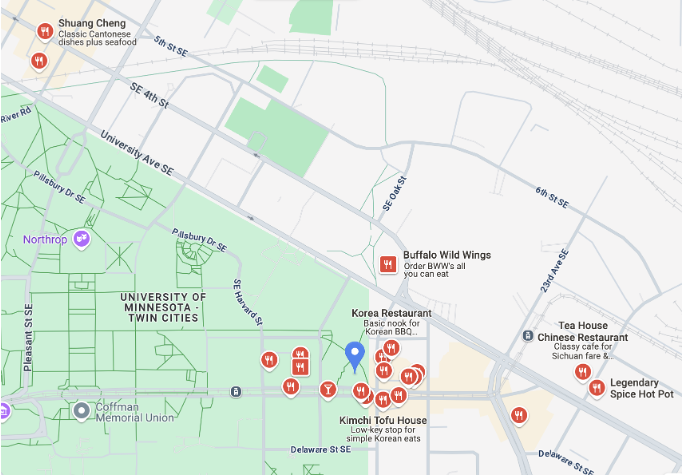 Shuang Cheng
Classic Cantonese
dishes plus seafood
5th St SE
SE 4th St
River Rd
University Ave SE
Pillsbury Dr SE
SE Oak St
6th St SE
Northrop
Pillsbury Dr SE
Buffalo Wild Wings
Order BWW's all
you can eat
23rd Ave SE
SE Harvard St
UNIVERSITY OF
MINNESOTA -
TWIN CITIES
Pleasant St SE
Korea Restaurant
Basic nook for
Korean BBQ...
Tea House
Chinese Restaurant
Classy cafe for
Sichuan fare &...
Legendary
Spice Hot Pot
Coffman
Memorial Union
Kimchi Tofu House
Low-key stop for
simple Korean eats
Delaware St SE
Delaware St SE